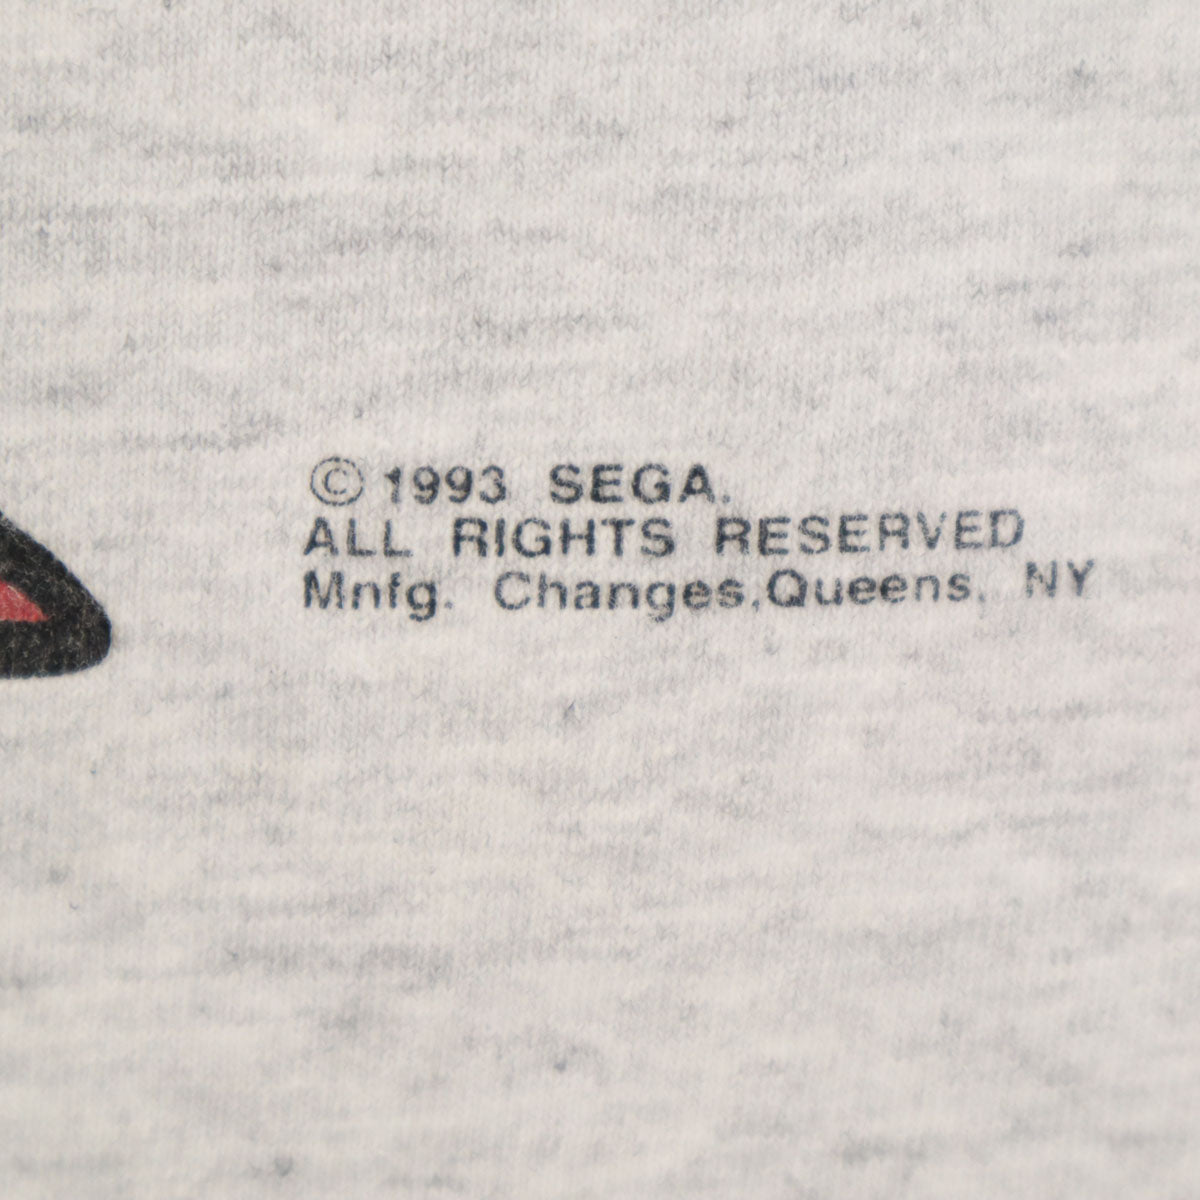 © 1993 SEGA.
ALL RIGHTS RESERVED
Mnfg. Changes,Queens, NY